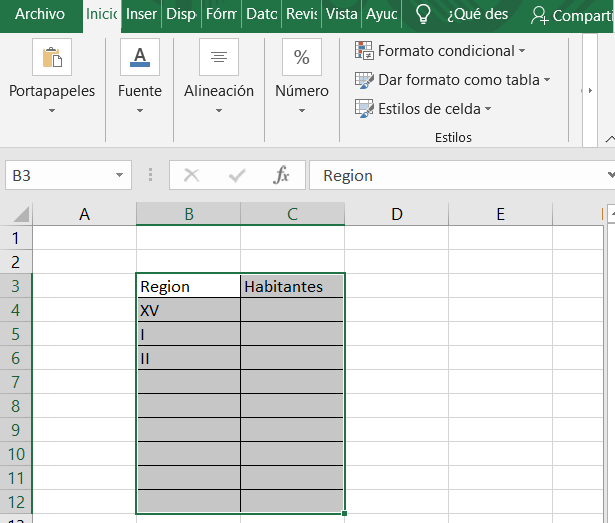 Archivo Inicio Inser Disp Fórm Dato Revis Vista Ayuc ¿Qué des Comparti
Portapapeles Fuente Alineación Número
%
Formato condicional
Dar formato como tabla
Estilos de celda
Estilos
B3 fx Region
A B C D E
1
2
3 Region Habitantes
4 XV
5 I
6 II
7
8
9
10
11
12